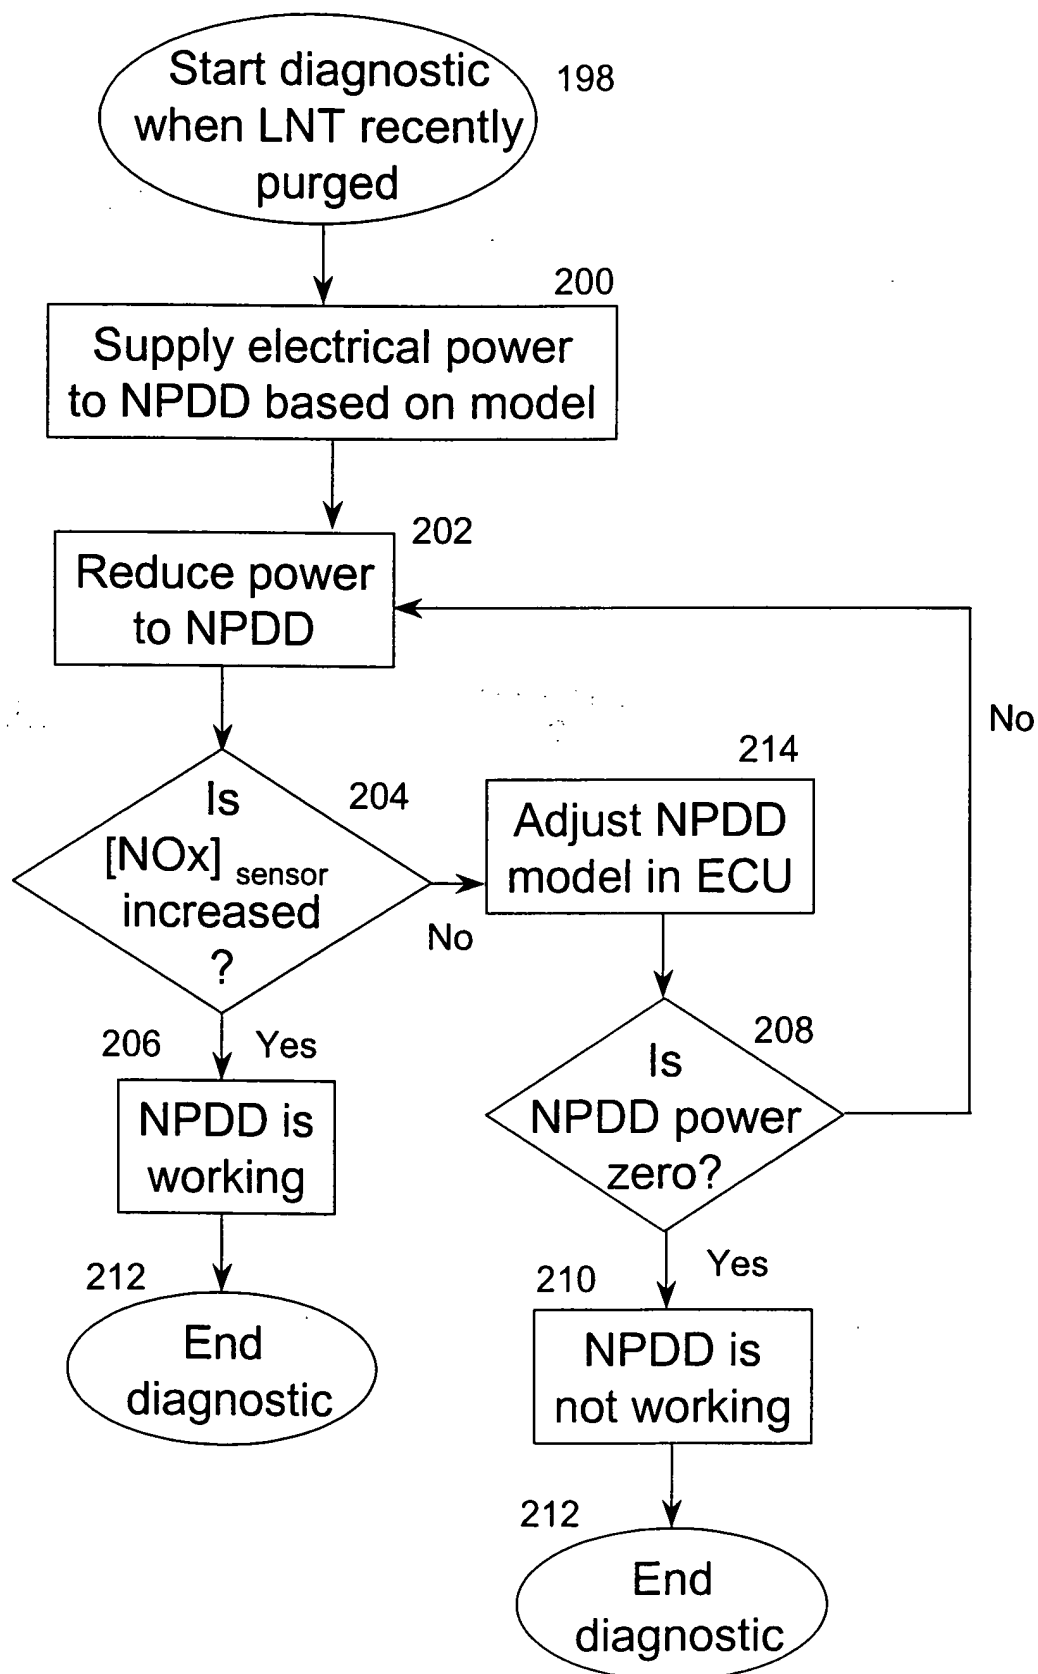 Start diagnostic
when LNT recently
purged
198
200
Supply electrical power
to NPDD based on model
202
Reduce power
to NPDD
No
204
Is
[NOx] sensor
increased
?
No
214
Adjust NPDD
model in ECU
206
Yes
NPDD is
working
208
Is
NPDD power
zero?
212
End
diagnostic
210
Yes
NPDD is
not working
212
End
diagnostic